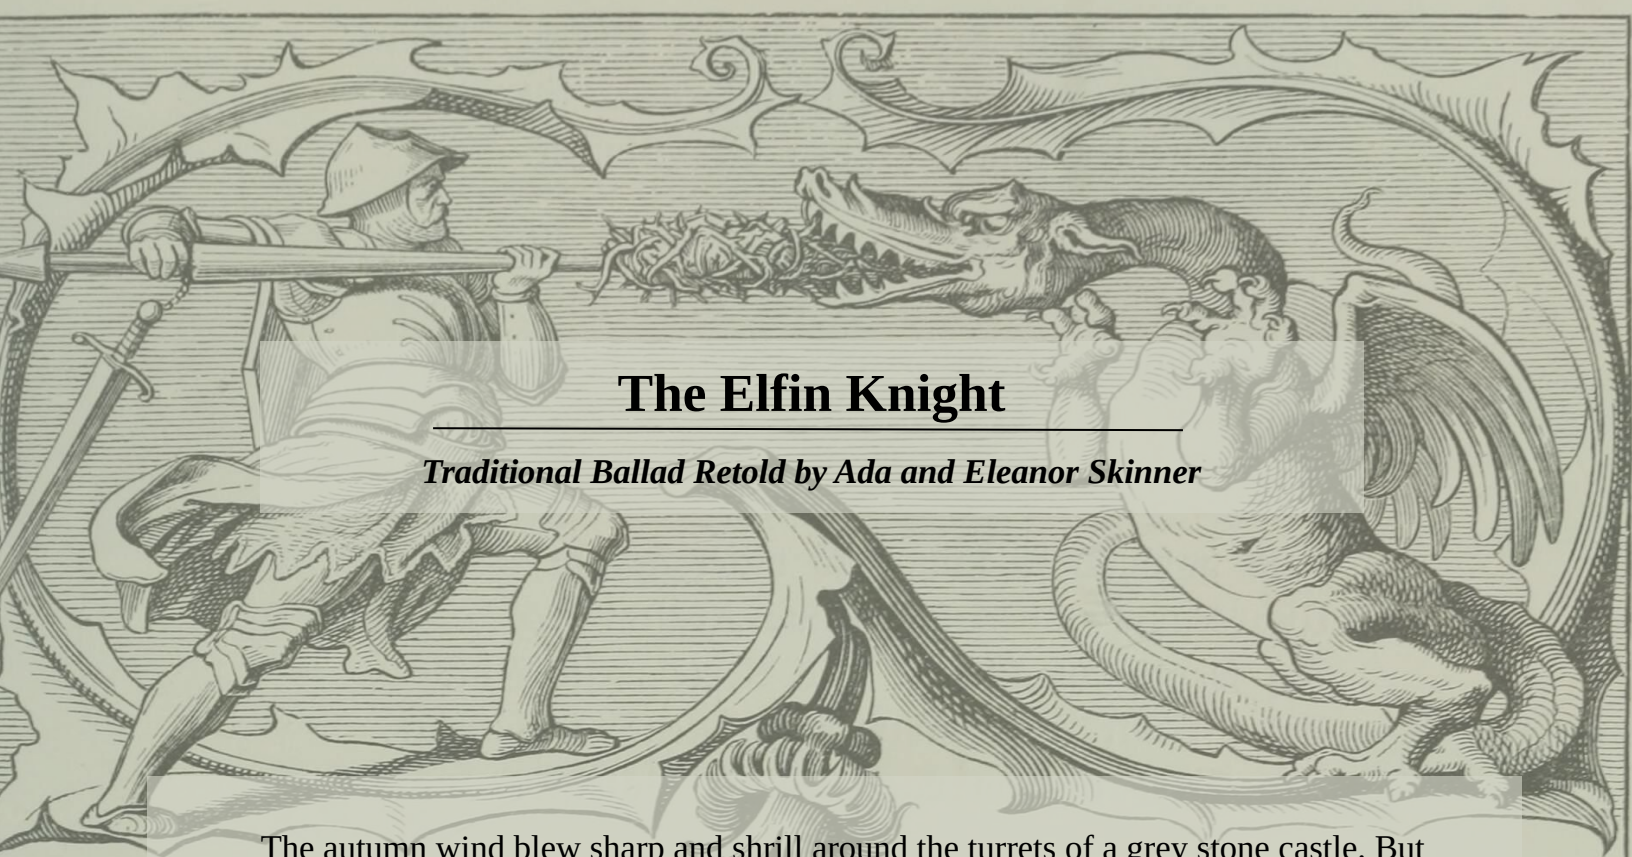 The Elfin Knight
Traditional Ballad Retold by Ada and Eleanor Skinner
The autumn wind blew sharp and shrill around the turrets of a grey stone castle. But